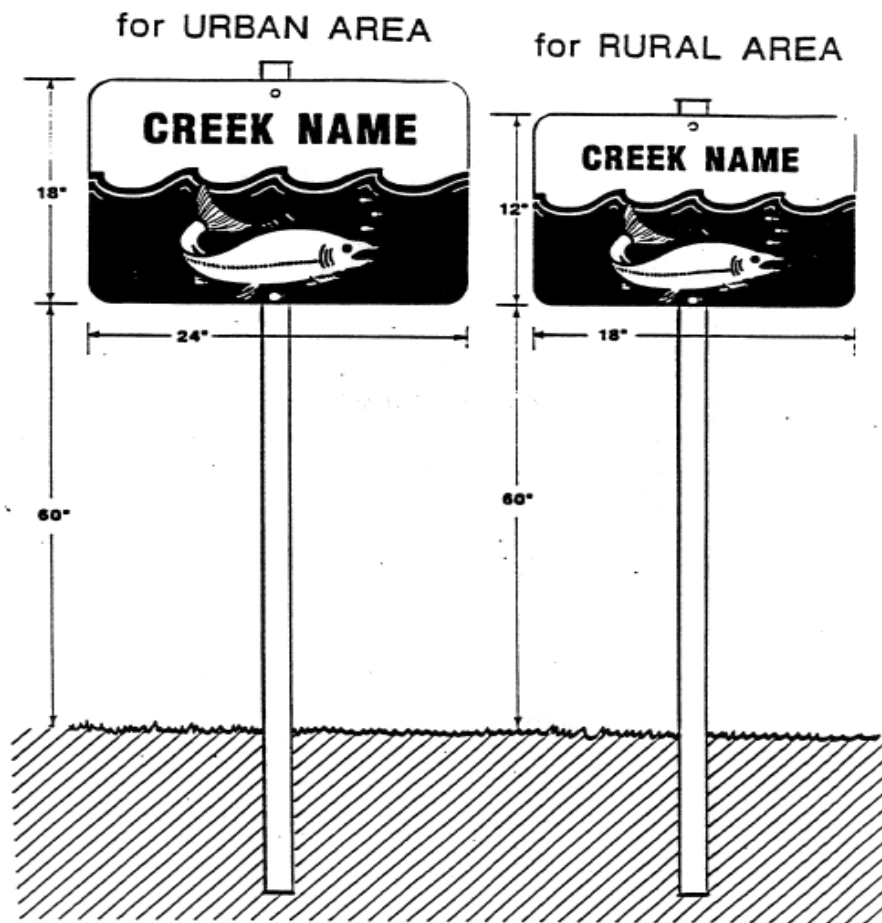 for URBAN AREA
for RURAL AREA
CREEK NAME
CREEK NAME
18"
12"
24"
18"
60"
60"